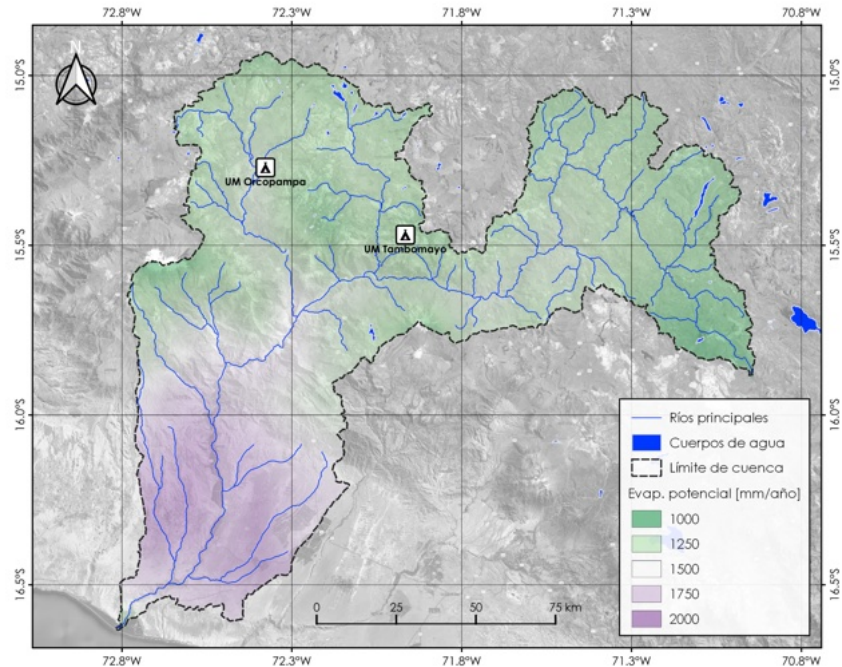 72.8°W 72.3°W 71.8°W 71.3°W 70.8°W
N
15.0°S 15.0°S
UM Orcopampa
UM Tambomayo
15.5°S 15.5°S
16.0°S 16.0°S
Ríos principales
Cuerpos de agua
Límite de cuenca
Evap. potencial [mm/año]
1000
1250
1500
1750
2000
16.5°S 16.5°S
0 25 50 75 km
72.8°W 72.3°W 71.8°W 71.3°W 70.8°W